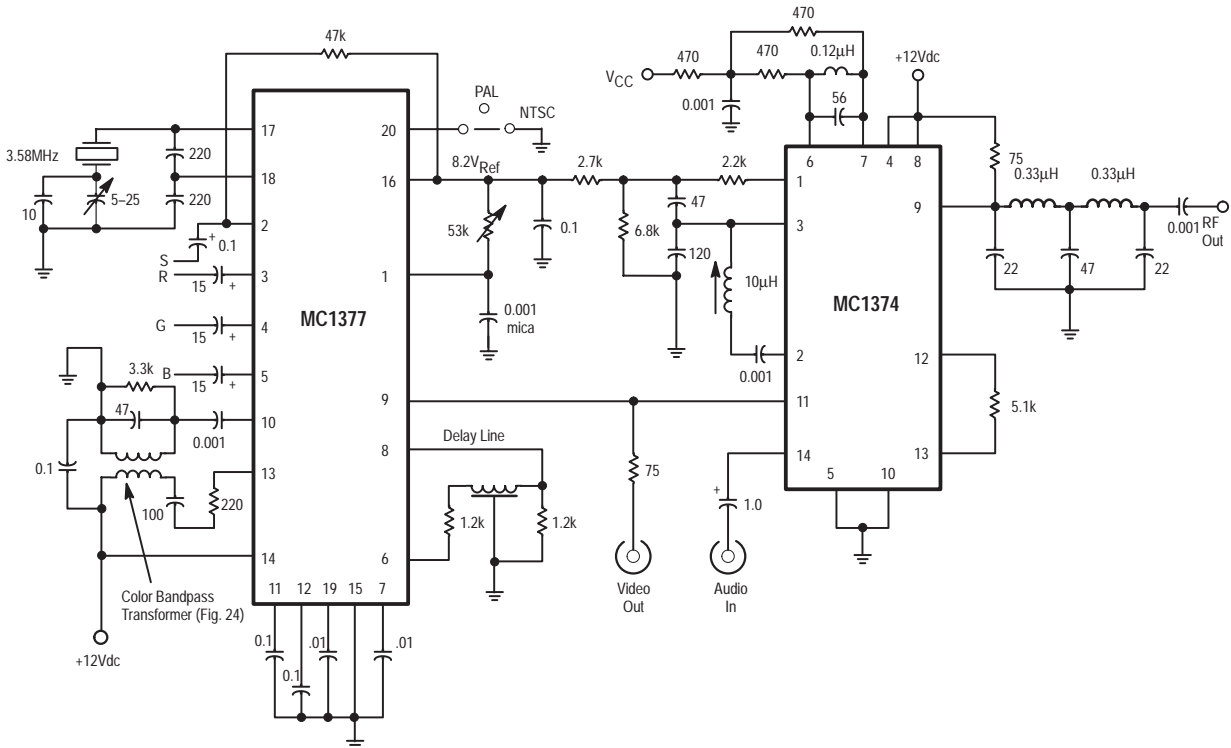 47k
470
470
0.12μH
+12Vdc
VCC
470
0.001
56
PAL
NTSC
3.58MHz
17
20
220
18
8.2VRef
2.7k
2.2k
6
7
4
8
75
0.33μH
0.33μH
16
1
9
5–25
220
10
47
2
53k
0.1
6.8k
3
0.001
RF
Out
+
0.1
S
R
15
+
3
1
120
22
47
22
10μH
MC1377
0.001
mica
MC1374
G
15
+
4
2
12
0.001
3.3k
B
15
+
5
9
11
5.1k
47
0.001
10
8
Delay Line
75
14
13
0.1
13
5
10
100
220
1.2k
1.2k
+
1.0
14
6
Color Bandpass
Transformer (Fig. 24)
11
12
19
15
7
Video
Out
Audio
In
+12Vdc
0.1
0.1
.01
.01